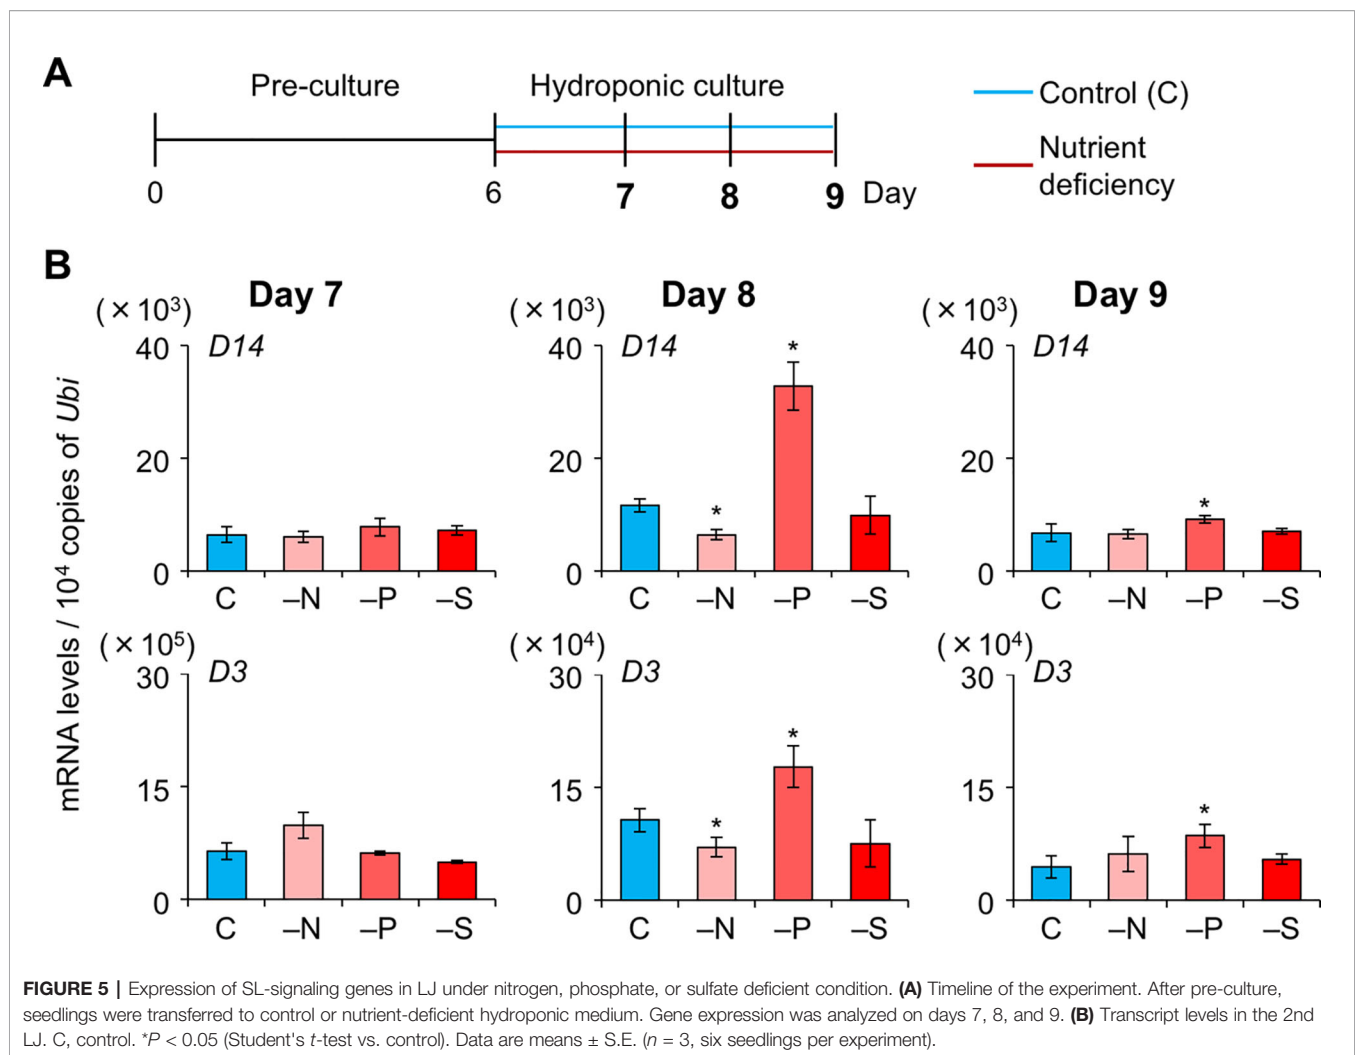 A
Pre-culture
Hydroponic culture
Control (C)
Nutrient
deficiency
0
6
7
8
9
Day
B
mRNA levels / 10⁴ copies of Ubi
Day 7
(×10³)
D14
40
20
0
C
–N
–P
–S
Day 8
(×10³)
D14
40
*
20
*
0
C
–N
–P
–S
Day 9
(×10³)
D14
40
20
*
0
C
–N
–P
–S
(×10⁵)
D3
30
15
0
C
–N
–P
–S
(×10⁴)
D3
30
*
15
*
0
C
–N
–P
–S
(×10⁴)
D3
30
15
*
0
C
–N
–P
–S
FIGURE 5 | Expression of SL-signaling genes in LJ under nitrogen, phosphate, or sulfate deficient condition. (A) Timeline of the experiment. After pre-culture,
seedlings were transferred to control or nutrient-deficient hydroponic medium. Gene expression was analyzed on days 7, 8, and 9. (B) Transcript levels in the 2nd
LJ. C, control. *P < 0.05 (Student's t-test vs. control). Data are means ± S.E. (n = 3, six seedlings per experiment).